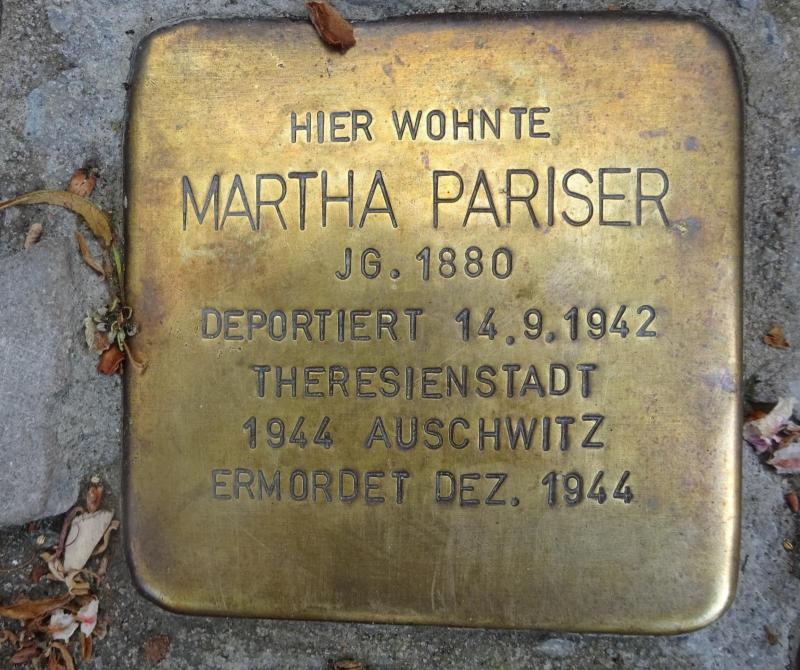 HIER WOHNTE
MARTHA PARISER
JG. 1880
DEPORTIERT 14.9.1942
THERESIENSTADT
1944 AUSCHWITZ
ERMORDET DEZ. 1944